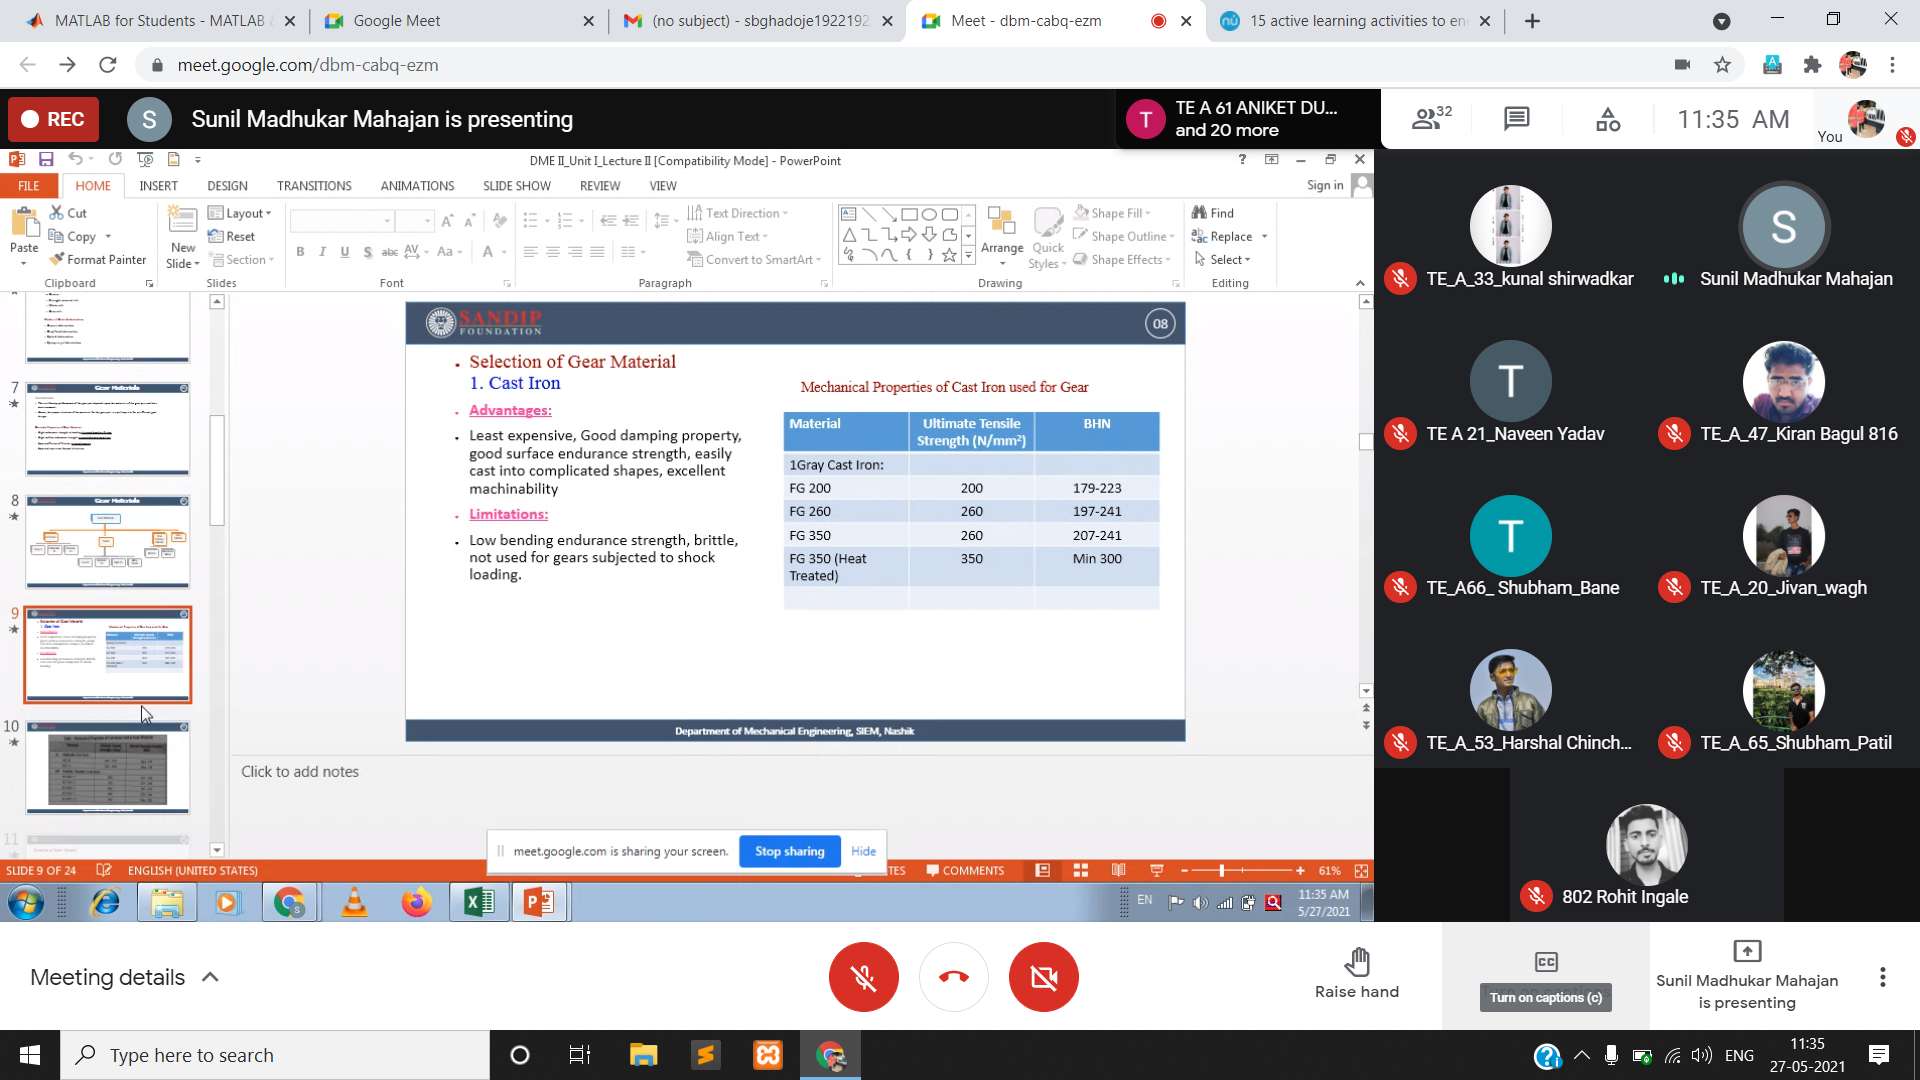 MATLAB for Students - MATLAB &
Google Meet
(no subject) - sbghadoje1922192
Meet - dbm-cabq-ezm
15 active learning activities to en
meet.google.com/dbm-cabq-ezm
REC
S
Sunil Madhukar Mahajan is presenting
T
TE A 61 ANIKET DU...
and 20 more
32
11:35 AM
You
DME II_Unit I_Lecture II [Compatibility Mode] - PowerPoint
FILE
HOME
INSERT
DESIGN
TRANSITIONS
ANIMATIONS
SLIDE SHOW
REVIEW
VIEW
Sign in
Paste
Cut
Copy
Format Painter
Clipboard
New
Slide
Layout
Reset
Section
Slides
Font
Text Direction
Align Text
Convert to SmartArt
Paragraph
Arrange
Quick
Styles
Shape Fill
Shape Outline
Shape Effects
Drawing
Find
Replace
Select
Editing
7
Gear Materials
8
Gear Materials
9
10
11
SANDIP
FOUNDATION
08
Selection of Gear Material
1. Cast Iron
Advantages:
Least expensive, Good damping property,
good surface endurance strength, easily
cast into complicated shapes, excellent
machinability
Limitations:
Low bending endurance strength, brittle,
not used for gears subjected to shock
loading.
Mechanical Properties of Cast Iron used for Gear
Material
Ultimate Tensile
Strength (N/mm²)
BHN
1Gray Cast Iron:
FG 200 200 179-223
FG 260 260 197-241
FG 350 260 207-241
FG 350 (Heat 350 Min 300
Treated)
Department of Mechanical Engineering, SIEM, Nashik
Click to add notes
meet.google.com is sharing your screen.
Stop sharing
Hide
SLIDE 9 OF 24
ENGLISH (UNITED STATES)
TES
COMMENTS
61%
EN
11:35 AM
5/27/2021
TE_A_33_kunal shirwadkar
S
Sunil Madhukar Mahajan
T
TE A 21_Naveen Yadav
TE_A_47_Kiran Bagul 816
T
TE_A66_ Shubham_Bane
TE_A_20_Jivan_wagh
TE_A_53_Harshal Chinch...
TE_A_65_Shubham_Patil
802 Rohit Ingale
Meeting details
Raise hand
Turn on captions (c)
Sunil Madhukar Mahajan
is presenting
Type here to search
ENG
11:35
27-05-2021